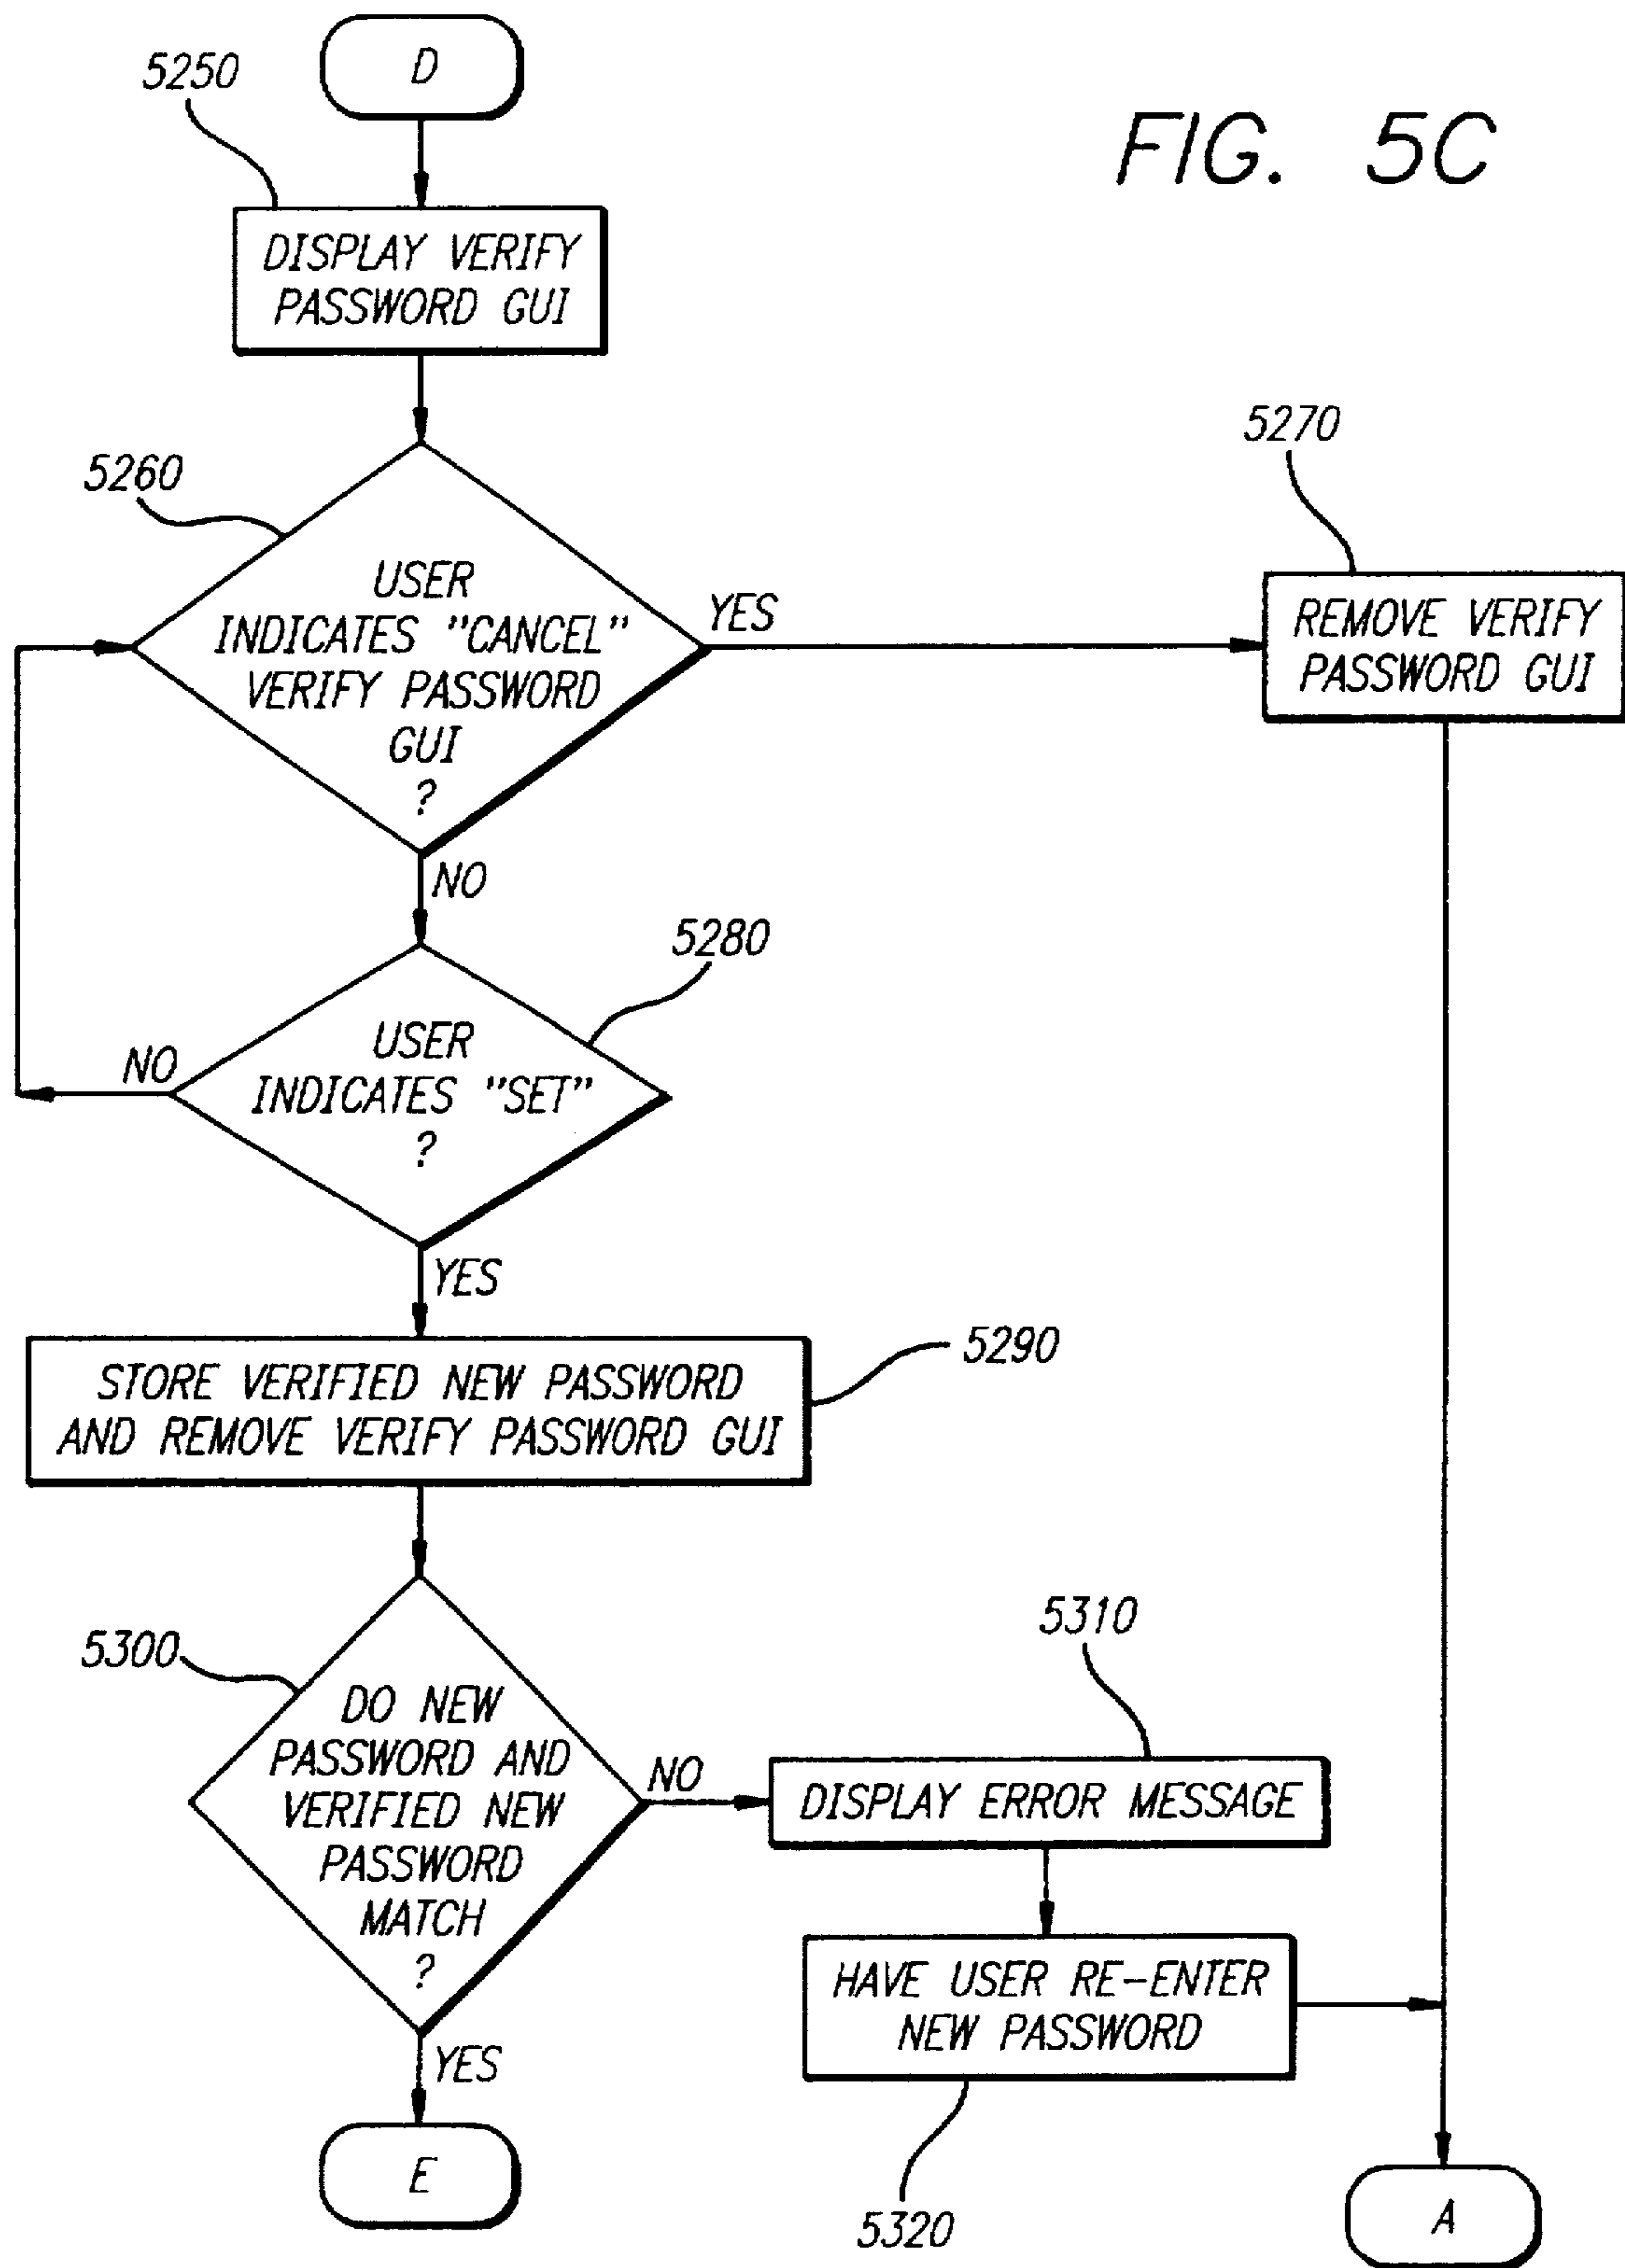 D
5250
FIG. 5C
DISPLAY VERIFY
PASSWORD GUI
5260
5270
USER
INDICATES "CANCEL"
VERIFY PASSWORD
GUI
?
YES
REMOVE VERIFY
PASSWORD GUI
NO
5280
USER
INDICATES "SET"
?
NO
YES
5290
STORE VERIFIED NEW PASSWORD
AND REMOVE VERIFY PASSWORD GUI
5300
5310
DO NEW
PASSWORD AND
VERIFIED NEW
PASSWORD
MATCH
?
NO
DISPLAY ERROR MESSAGE
HAVE USER RE-ENTER
NEW PASSWORD
YES
E
5320
A